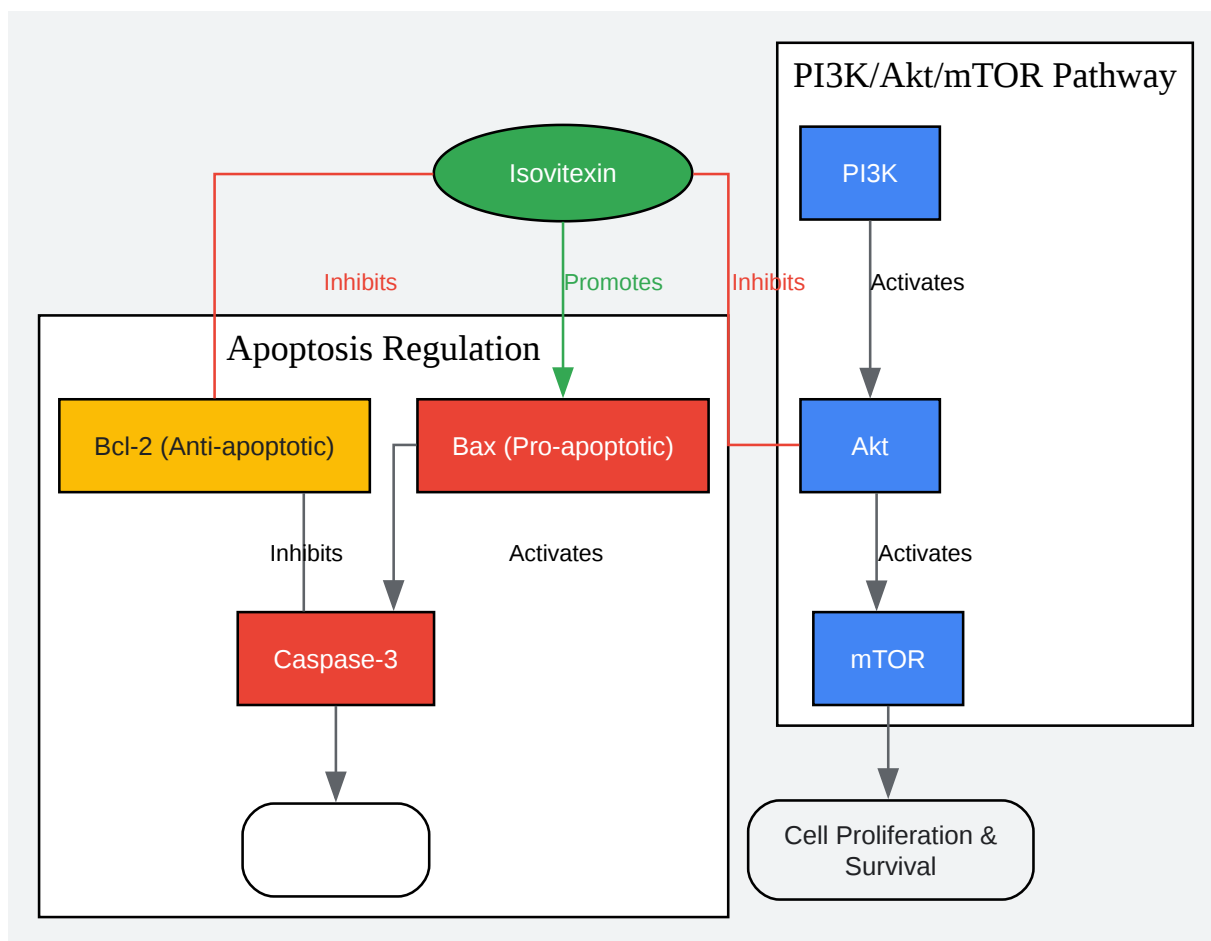 PI3K/Akt/mTOR Pathway
Isovitexin
PI3K
Inhibits
Promotes
Inhibits
Activates
Apoptosis Regulation
Bcl-2 (Anti-apoptotic)
Bax (Pro-apoptotic)
Akt
Inhibits
Activates
Activates
Caspase-3
mTOR
Cell Proliferation &
Survival